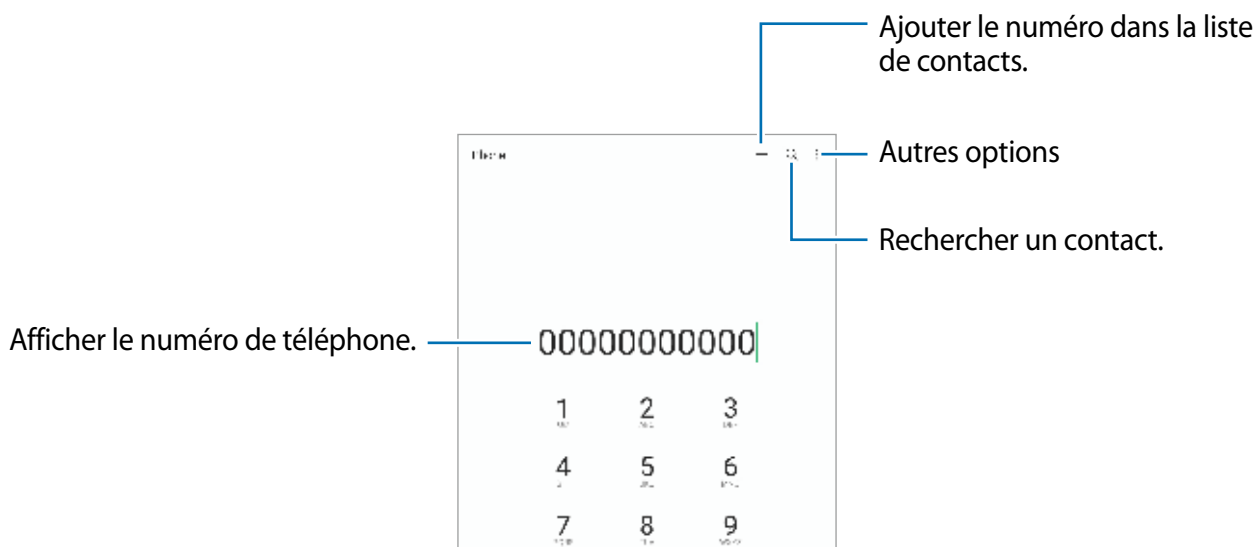 Ajouter le numéro dans la liste
de contacts.
Phone
Autres options
Rechercher un contact.
Afficher le numéro de téléphone.
00000000000
1 2 3
4 5 6
7 8 9